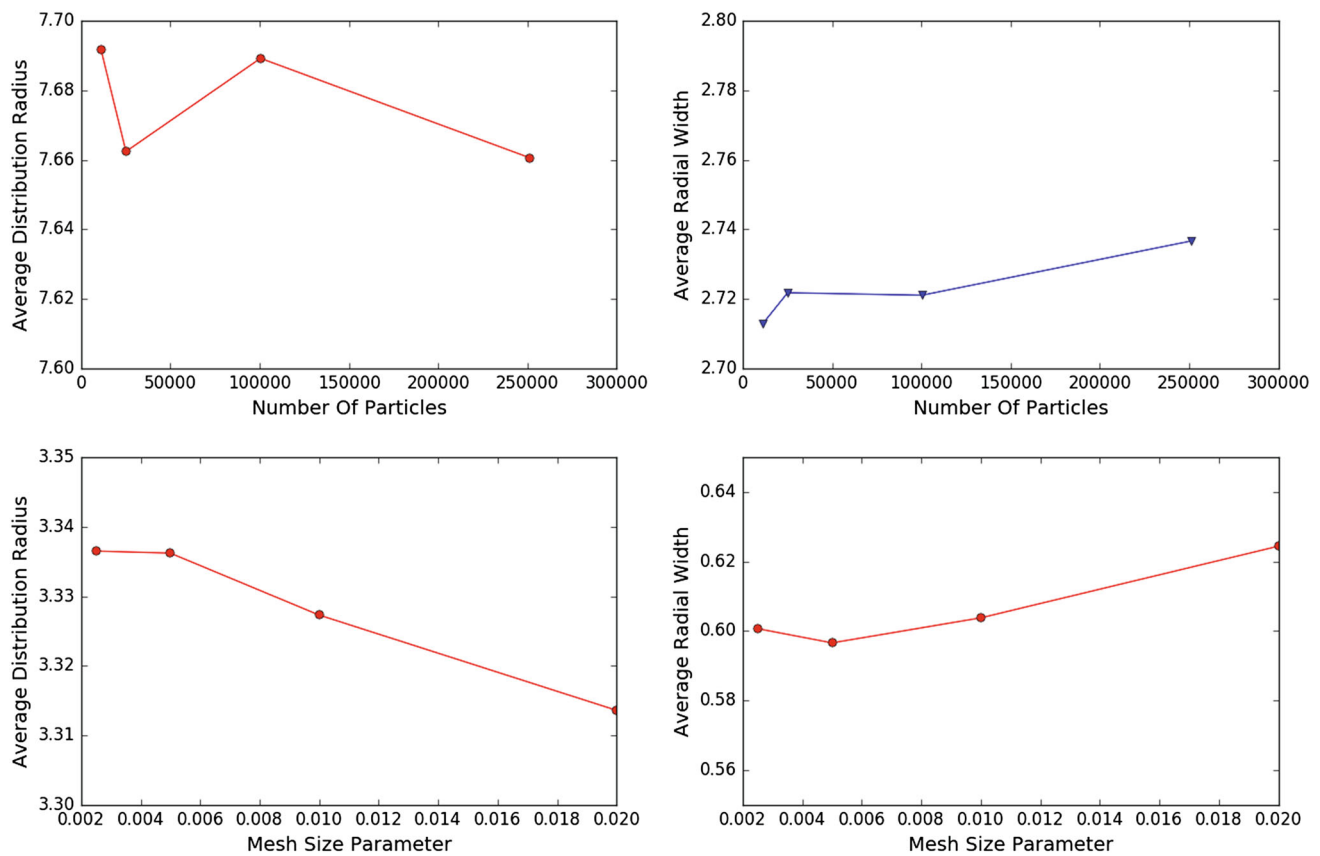 7.70
7.68
7.66
7.64
7.62
7.60
Average Distribution Radius
0 50000 100000 150000 200000 250000 300000
Number Of Particles
2.80
2.78
2.76
2.74
2.72
2.70
Average Radial Width
0 50000 100000 150000 200000 250000 300000
Number Of Particles
3.35
3.34
3.33
3.32
3.31
3.30
Average Distribution Radius
0.002 0.004 0.006 0.008 0.010 0.012 0.014 0.016 0.018 0.020
Mesh Size Parameter
0.64
0.62
0.60
0.58
0.56
Average Radial Width
0.002 0.004 0.006 0.008 0.010 0.012 0.014 0.016 0.018 0.020
Mesh Size Parameter